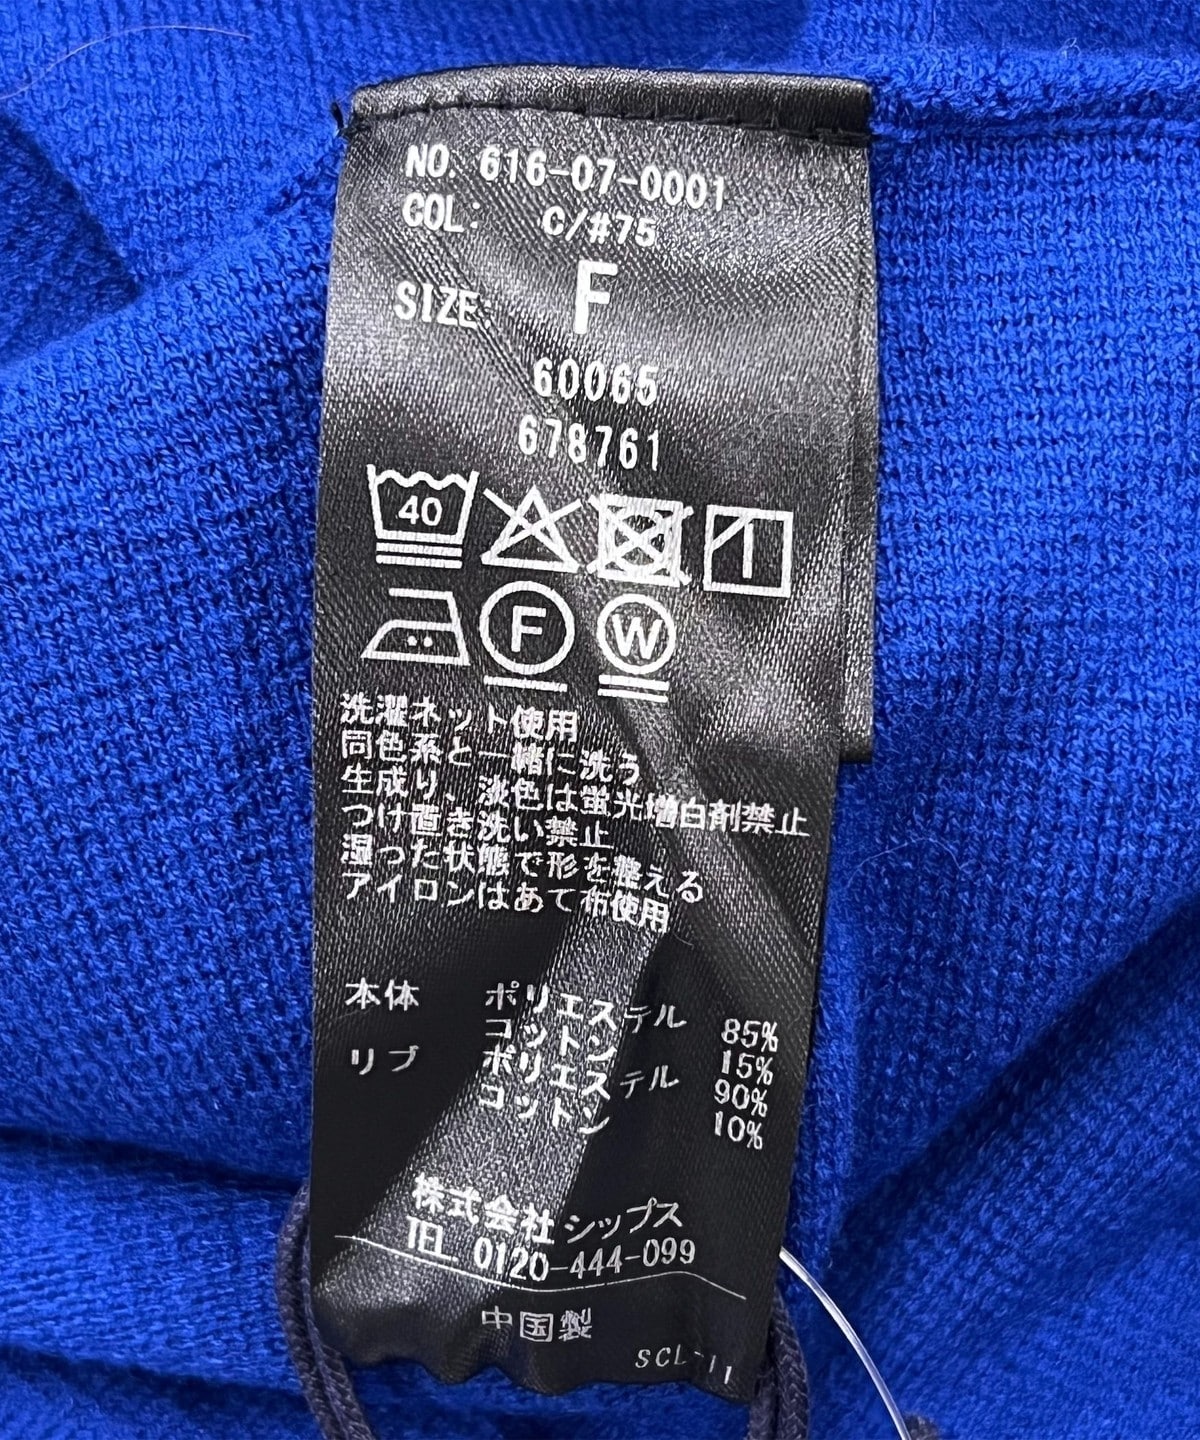 NO. 616-07-0001
COL: C/#75
SIZE F
60065
678761
40
F W
洗濯ネット使用
同色系と一緒に洗う
生成り、淡色は蛍光増白剤禁止
つけ置き洗い禁止
湿った状態で形を整える
アイロンはあて布使用
本体 ポリエステル 85%
コットン 15%
リブ ポリエステル 90%
コットン 10%
株式会社シップス
TEL 0120-444-099
中国製
SCL-11